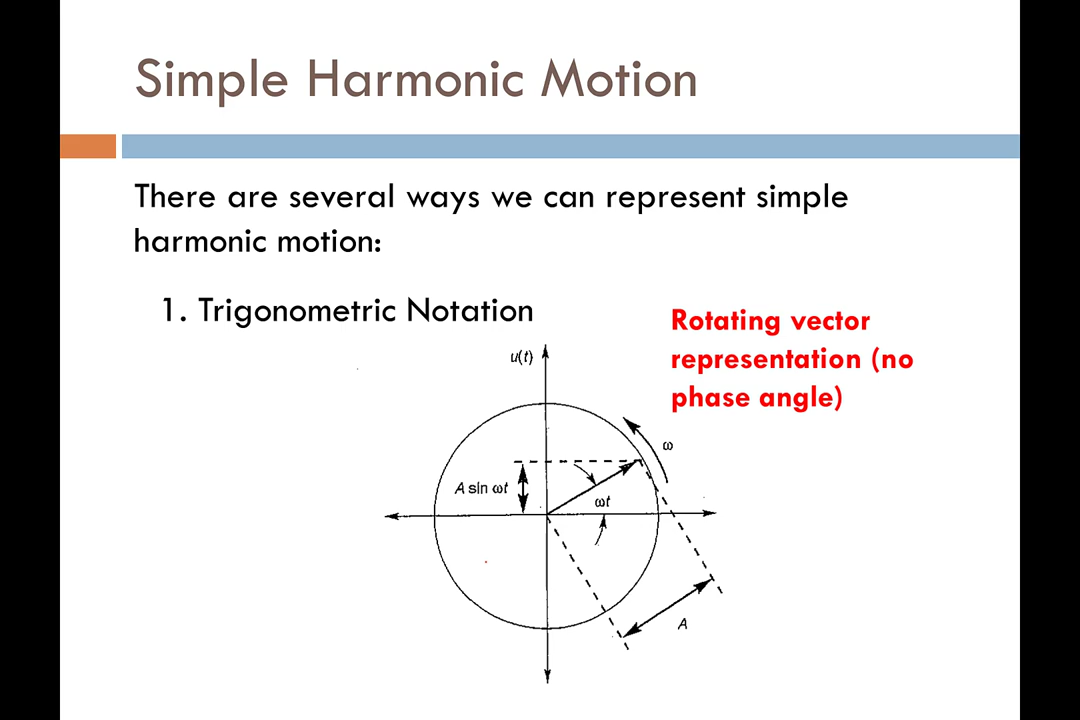 Simple Harmonic Motion
There are several ways we can represent simple
harmonic motion:
1. Trigonometric Notation
Rotating vector
representation (no
phase angle)
u(t)
ω
A sin ωt
ωt
A